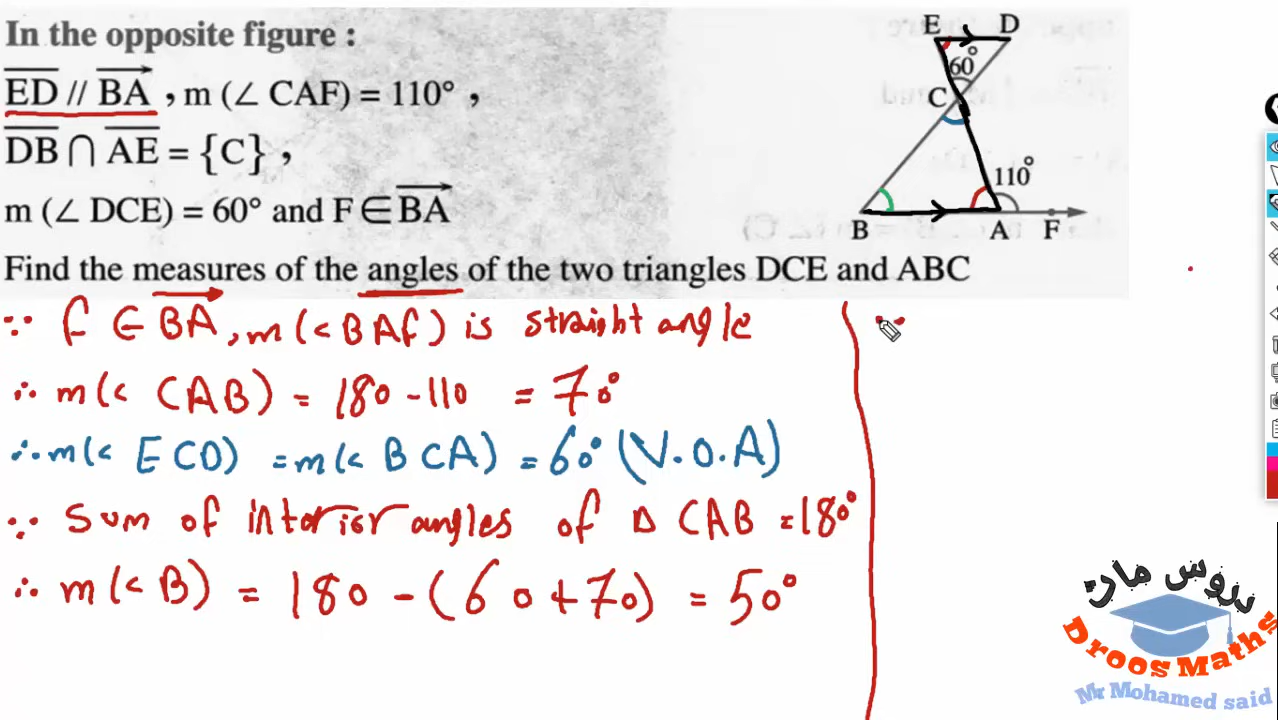 In the opposite figure :
ED // BA , m (∠ CAF) = 110° ,
DB ∩ AE = {C} ,
m (∠ DCE) = 60° and F ∈ BA
Find the measures of the angles of the two triangles DCE and ABC
E D
60°
C
110°
B A F
∵ F ∈ BA , m(< BAF) is straight angle
∴ m(< CAB) = 180 - 110 = 70°
∴ m(< ECD) = m(< BCA) = 60° (V.O.A)
∵ Sum of interior angles of Δ CAB = 180°
∴ m(< B) = 180 - (60 + 70) = 50°
دروس ماث
Droos Maths
Mr Mohamed said